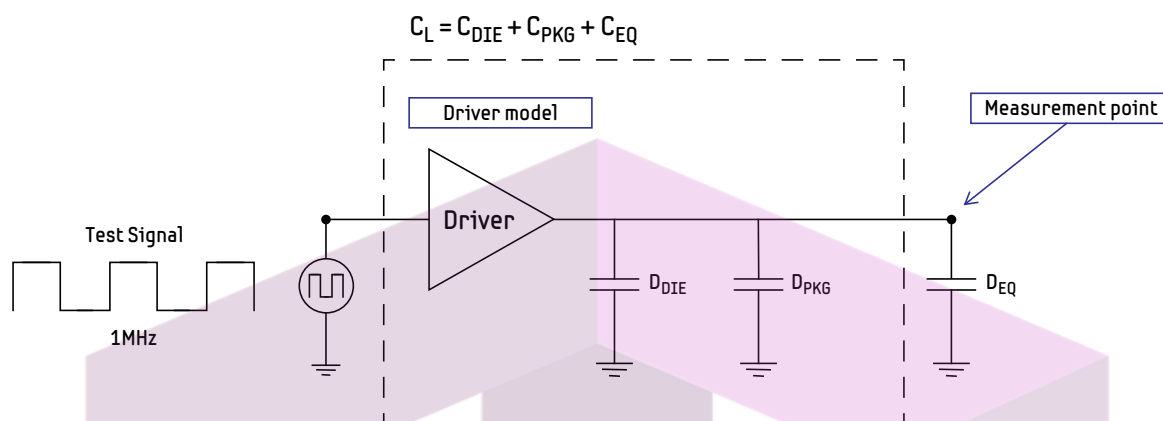 C_L = C_DIE + C_PKG + C_EQ
Driver model
Measurement point
Driver
Test Signal
D_DIE
D_PKG
D_EQ
1MHz